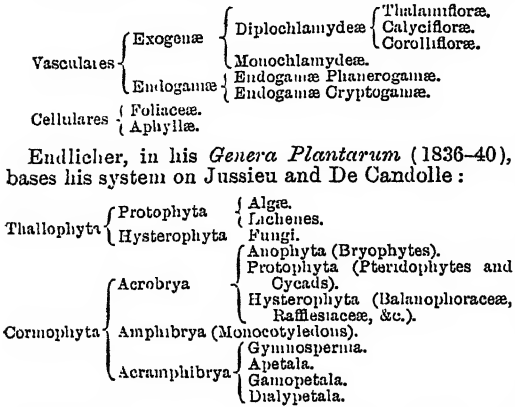 Thalamifloræ.
Exogenæ Diplochlamydeæ Calycifloræ.
Corollifloræ.
Vasculares Monochlamydeæ.
Endogamæ Endogamæ Phanerogamæ.
Endogamæ Cryptogamæ.
Cellulares Foliaceæ.
Aphyllæ.
Endlicher, in his Genera Plantarum (1836–40),
bases his system on Jussieu and De Candolle :
Thallophyta Protophyta Algæ.
Lichenes.
Hysterophyta Fungi.
Anophyta (Bryophytes).
Acrobrya Protophyta (Pteridophytes and
Cycads).
Hysterophyta (Balanophoraceæ,
Rafflesiaceæ, &c.).
Cormophyta Amphibrya (Monocotyledons).
Gymnosperma.
Acramphibrya Apetala.
Gamopetala.
Dialypetala.